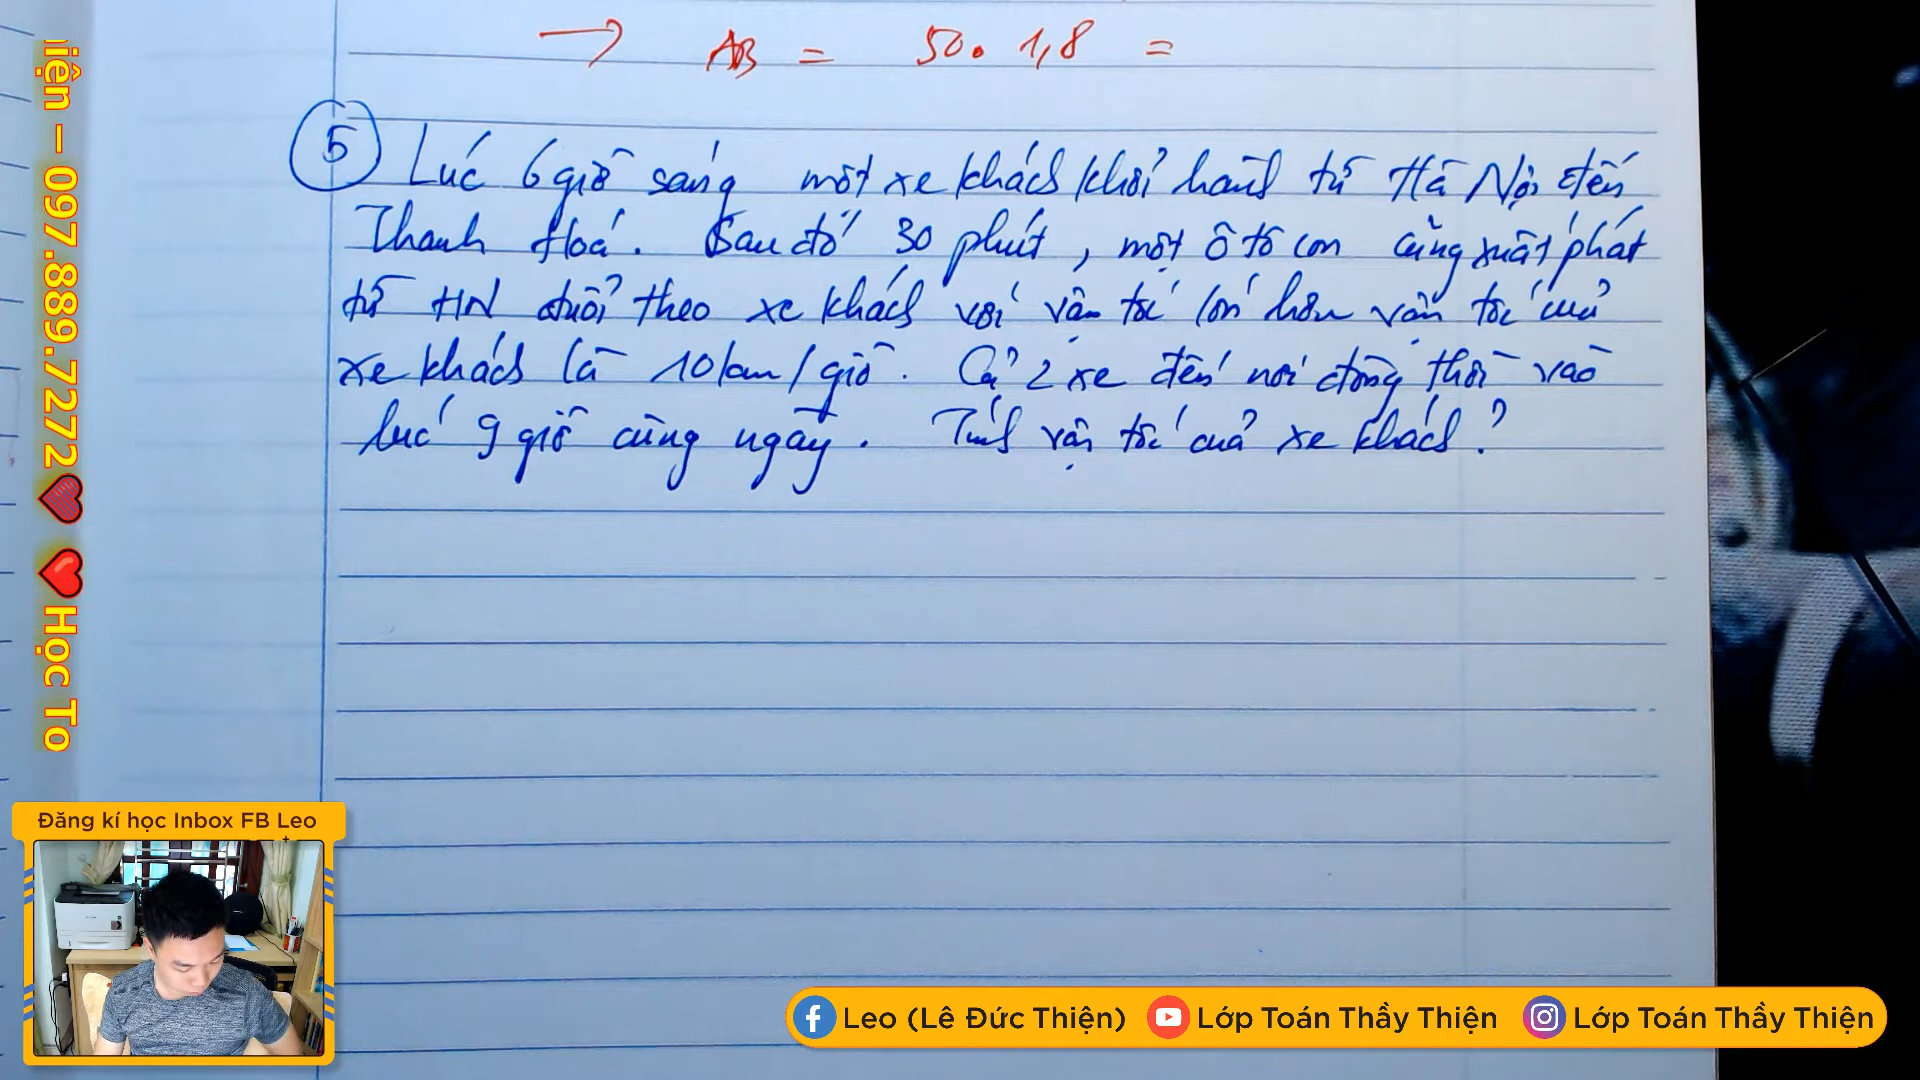 → AB = 50.1,8 =
5 Lúc 6 giờ sáng một xe khách khởi hành từ Hà Nội đến
Thanh Hoá. Sau đó 30 phút, một ô tô con cũng xuất phát
từ HN đuổi theo xe khách với vận tốc lớn hơn vận tốc của
xe khách là 10km/giờ. Cả 2 xe đến nơi đồng thời vào
lúc 9 giờ cùng ngày. Tính vận tốc của xe khách?
iện – 097.889.7272❤ ❤Học To
Đăng kí học Inbox FB Leo
Leo (Lê Đức Thiện) Lớp Toán Thầy Thiện Lớp Toán Thầy Thiện